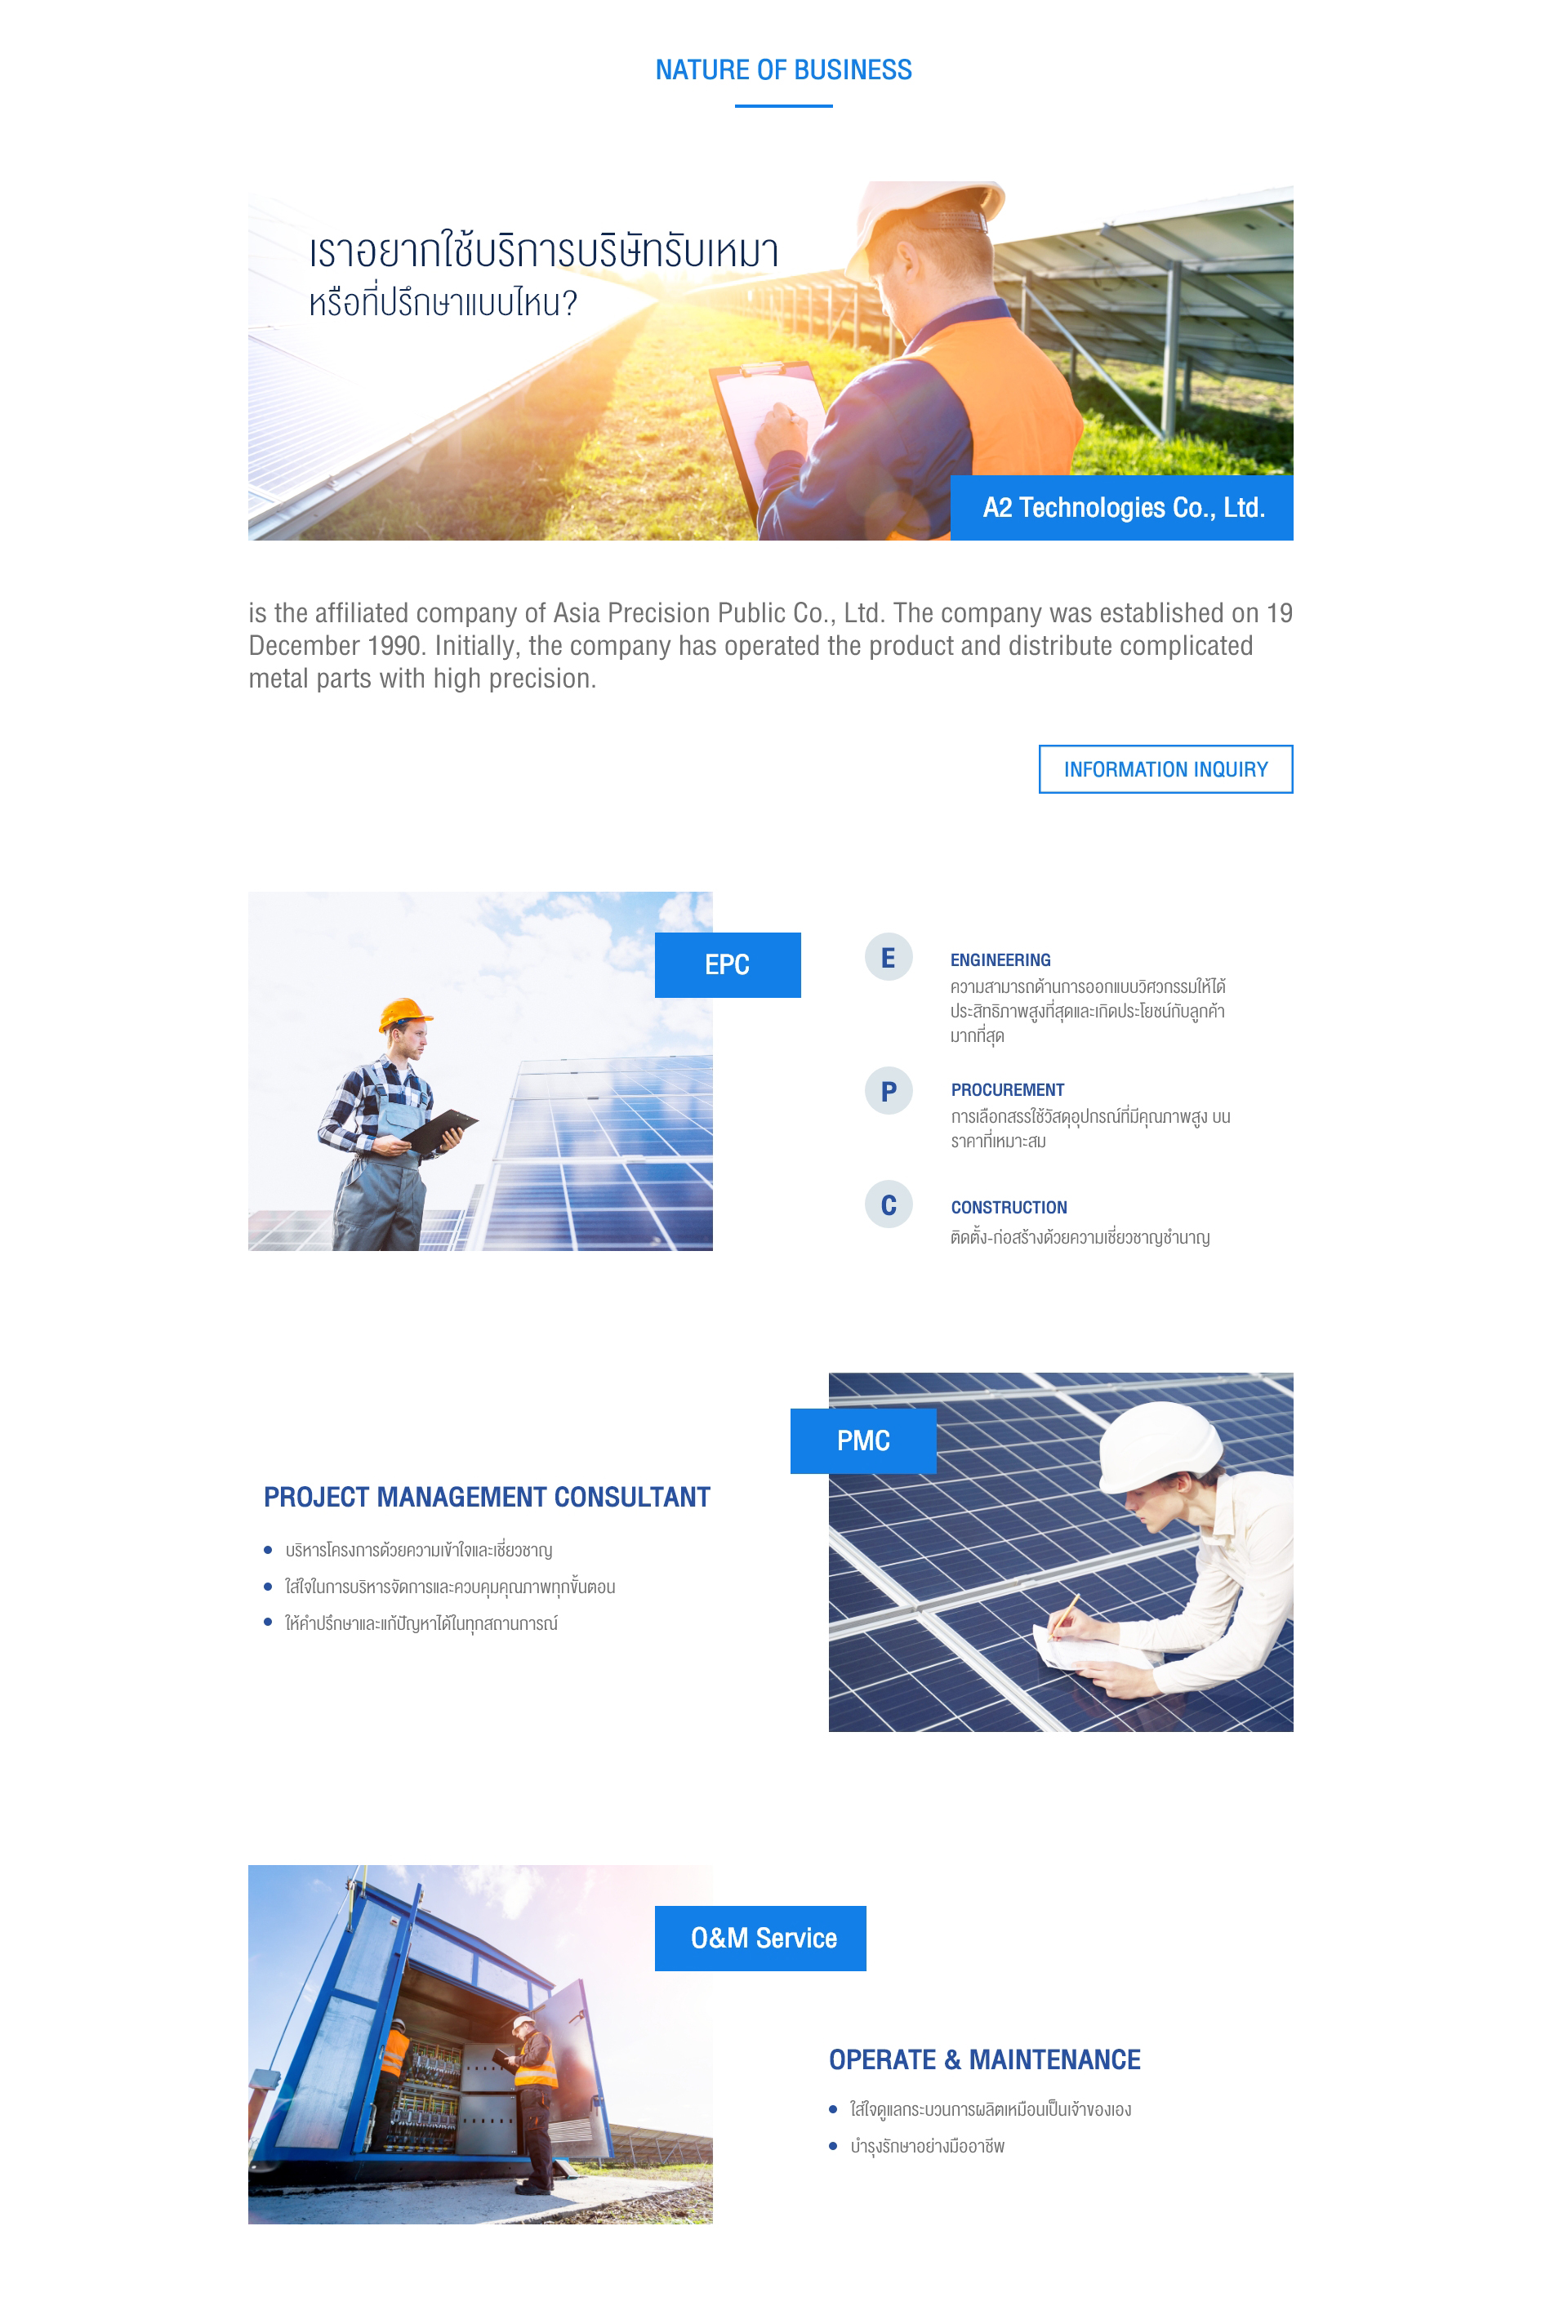 NATURE OF BUSINESS
เราอยากใช้บริการบริษัทรับเหมา
หรือที่ปรึกษาแบบไหน?
A2 Technologies Co., Ltd.
is the affiliated company of Asia Precision Public Co., Ltd. The company was established on 19
December 1990. Initially, the company has operated the product and distribute complicated
metal parts with high precision.
INFORMATION INQUIRY
EPC
E
ENGINEERING
ความสามารถด้านการออกแบบวิศวกรรมให้ได้
ประสิทธิภาพสูงที่สุดและเกิดประโยชน์กับลูกค้า
มากที่สุด
P
PROCUREMENT
การเลือกสรรใช้วัสดุอุปกรณ์ที่มีคุณภาพสูง บน
ราคาที่เหมาะสม
C
CONSTRUCTION
ติดตั้ง-ก่อสร้างด้วยความเชี่ยวชาญชำนาญ
PMC
PROJECT MANAGEMENT CONSULTANT
บริหารโครงการด้วยความเข้าใจและเชี่ยวชาญ
ใส่ใจในการบริหารจัดการและควบคุมคุณภาพทุกขั้นตอน
ให้คำปรึกษาและแก้ปัญหาได้ในทุกสถานการณ์
O&M Service
OPERATE & MAINTENANCE
ใส่ใจดูแลกระบวนการผลิตเหมือนเป็นเจ้าของเอง
บำรุงรักษาอย่างมืออาชีพ